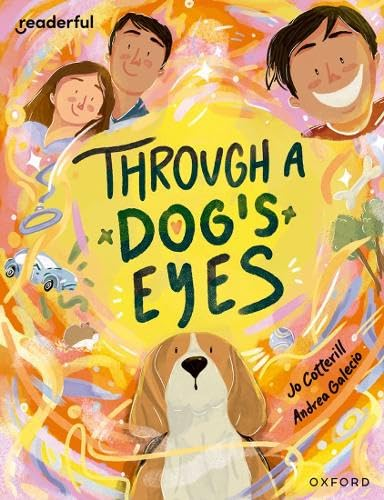 readerful
THROUGH A
DOG'S
EYES
Jo Cotterill
Andrea Galecio
OXFORD